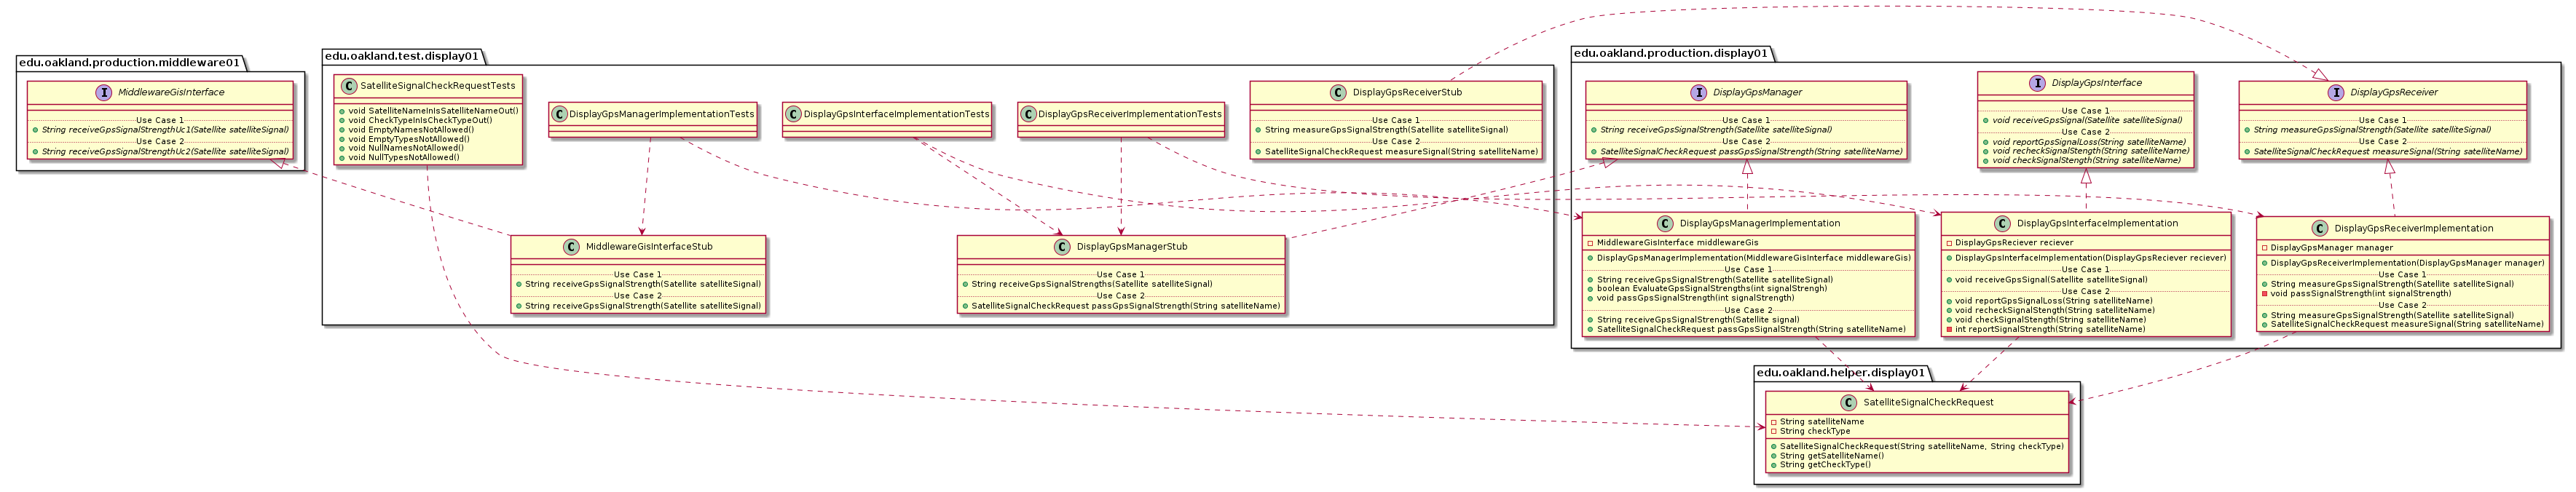 edu.oakland.production.middleware01
I MiddlewareGisInterface
Use Case 1
String receiveGpsSignalStrengthUc1(Satellite satelliteSignal)
Use Case 2
String receiveGpsSignalStrengthUc2(Satellite satelliteSignal)
edu.oakland.test.display01
C SatelliteSignalCheckRequestTests
void SatelliteNameInIsSatelliteNameOut()
void CheckTypeInIsCheckTypeOut()
void EmptyNamesNotAllowed()
void EmptyTypesNotAllowed()
void NullNamesNotAllowed()
void NullTypesNotAllowed()
C DisplayGpsManagerImplementationTests
C DisplayGpsInterfaceImplementationTests
C DisplayGpsReceiverImplementationTests
C DisplayGpsReceiverStub
Use Case 1
String measureGpsSignalStrength(Satellite satelliteSignal)
Use Case 2
SatelliteSignalCheckRequest measureSignal(String satelliteName)
C MiddlewareGisInterfaceStub
Use Case 1
String receiveGpsSignalStrength(Satellite satelliteSignal)
Use Case 2
String receiveGpsSignalStrength(Satellite satelliteSignal)
C DisplayGpsManagerStub
Use Case 1
String receiveGpsSignalStrengths(Satellite satelliteSignal)
Use Case 2
SatelliteSignalCheckRequest passGpsSignalStrength(String satelliteName)
edu.oakland.production.display01
I DisplayGpsManager
Use Case 1
String receiveGpsSignalStrength(Satellite satelliteSignal)
Use Case 2
SatelliteSignalCheckRequest passGpsSignalStrength(String satelliteName)
I DisplayGpsInterface
Use Case 1
void receiveGpsSignal(Satellite satelliteSignal)
Use Case 2
void reportGpsSignalLoss(String satelliteName)
void recheckSignalStength(String satelliteName)
void checkSignalStength(String satelliteName)
I DisplayGpsReceiver
Use Case 1
String measureGpsSignalStrength(Satellite satelliteSignal)
Use Case 2
SatelliteSignalCheckRequest measureSignal(String satelliteName)
C DisplayGpsManagerImplementation
MiddlewareGisInterface middlewareGis
DisplayGpsManagerImplementation(MiddlewareGisInterface middlewareGis)
Use Case 1
String receiveGpsSignalStrength(Satellite satelliteSignal)
boolean EvaluateGpsSignalStrengths(int signalStrengh)
void passGpsSignalStrength(int signalStrength)
Use Case 2
String receiveGpsSignalStrength(Satellite signal)
SatelliteSignalCheckRequest passGpsSignalStrength(String satelliteName)
C DisplayGpsInterfaceImplementation
DisplayGpsReciever reciever
DisplayGpsInterfaceImplementation(DisplayGpsReciever reciever)
Use Case 1
void receiveGpsSignal(Satellite satelliteSignal)
Use Case 2
void reportGpsSignalLoss(String satelliteName)
void recheckSignalStength(String satelliteName)
void checkSignalStength(String satelliteName)
int reportSignalStrength(String satelliteName)
C DisplayGpsReceiverImplementation
DisplayGpsManager manager
DisplayGpsReceiverImplementation(DisplayGpsManager manager)
Use Case 1
String measureGpsSignalStrength(Satellite satelliteSignal)
void passSignalStrength(int signalStrength)
Use Case 2
String measureGpsSignalStrength(Satellite satelliteSignal)
SatelliteSignalCheckRequest measureSignal(String satelliteName)
edu.oakland.helper.display01
C SatelliteSignalCheckRequest
String satelliteName
String checkType
SatelliteSignalCheckRequest(String satelliteName, String checkType)
String getSatelliteName()
String getCheckType()